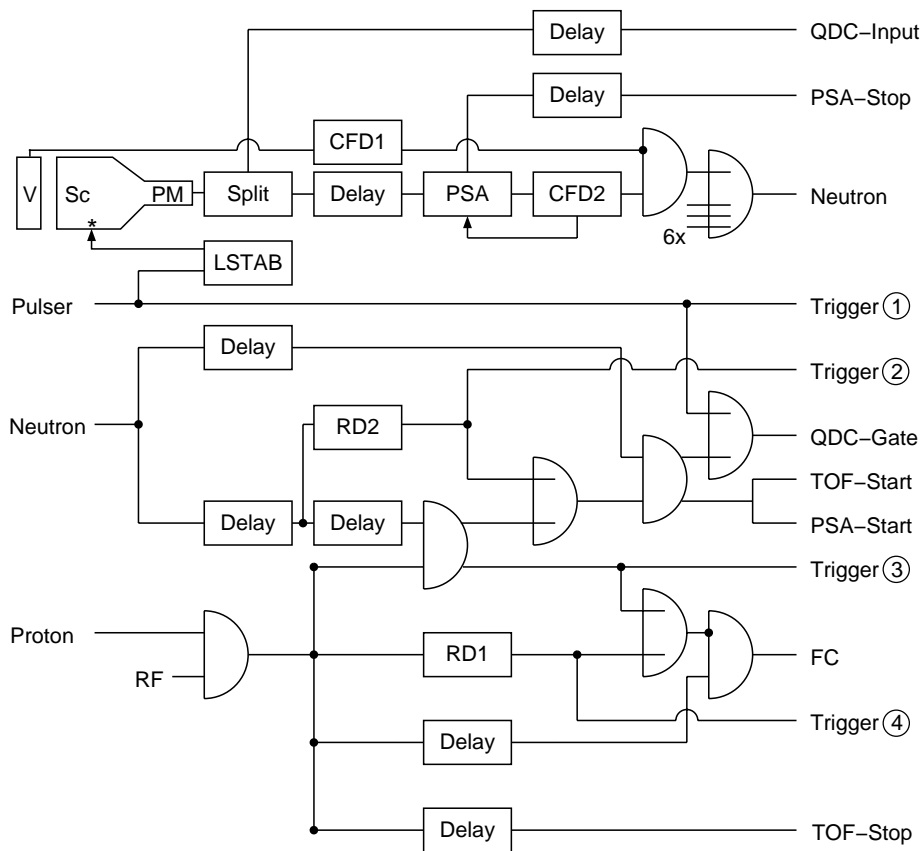 Delay QDC−Input
Delay PSA−Stop
CFD1
V Sc PM Split Delay PSA CFD2 Neutron
*
6x
LSTAB
Pulser Trigger 1
Delay
Trigger 2
Neutron RD2 QDC−Gate
TOF−Start
Delay Delay PSA−Start
Trigger 3
Proton
RD1 FC
RF
Trigger 4
Delay
Delay TOF−Stop